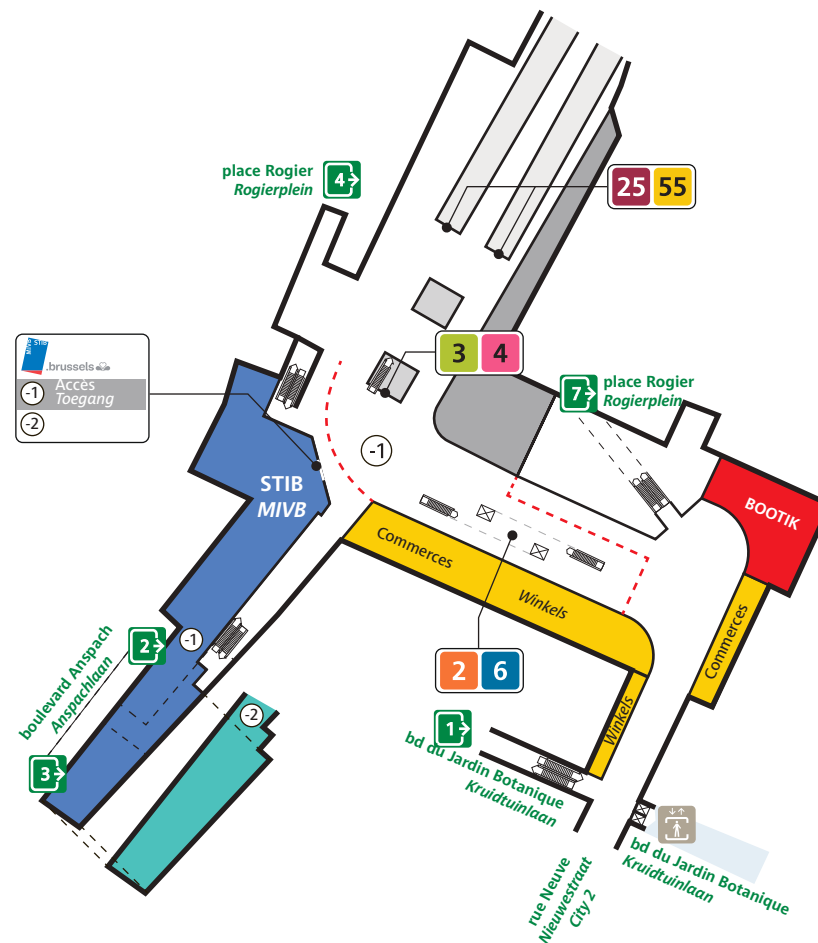 place Rogier
Rogierplein
4
25 55
MIVB STIB
.brussels
-1 Accès
Toegang
-2
3 4
7 place Rogier
Rogierplein
-1
STIB
MIVB
BOOTIK
Commerces
Winkels
Commerces
Winkels
2
-1
boulevard Anspach
Anspachlaan
3
-2
2 6
1
bd du Jardin Botanique
Kruidtuinlaan
rue Neuve
Nieuwestraat
City 2
bd du Jardin Botanique
Kruidtuinlaan